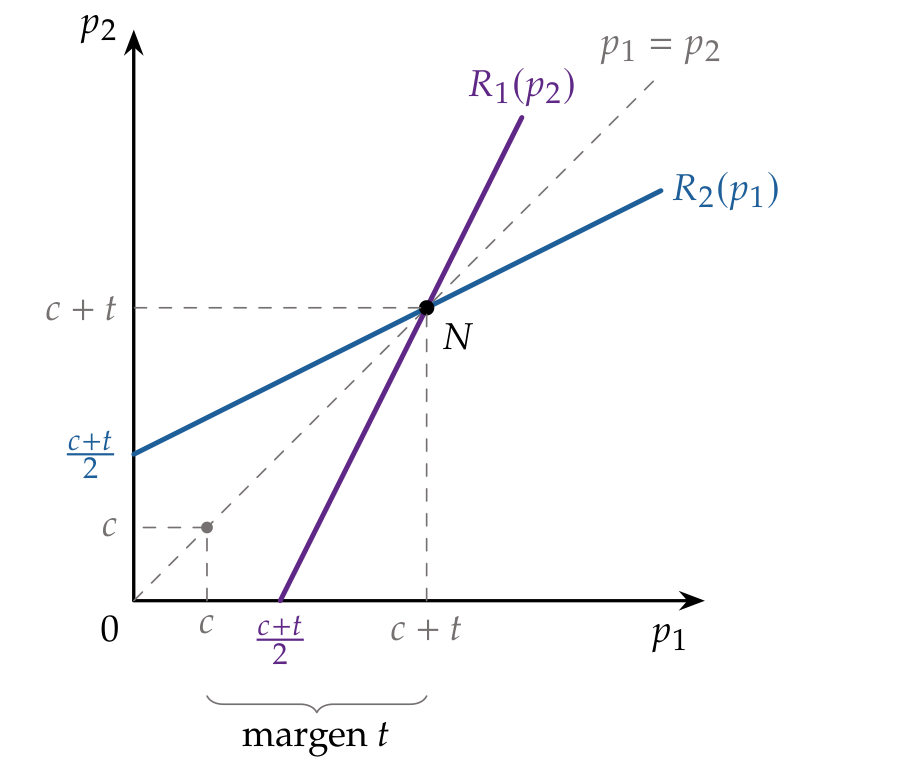 p₂
p₁ = p₂
R₁(p₂)
R₂(p₁)
c + t
N
c+t
2
c
0
c
c+t
2
c + t
p₁
margen t